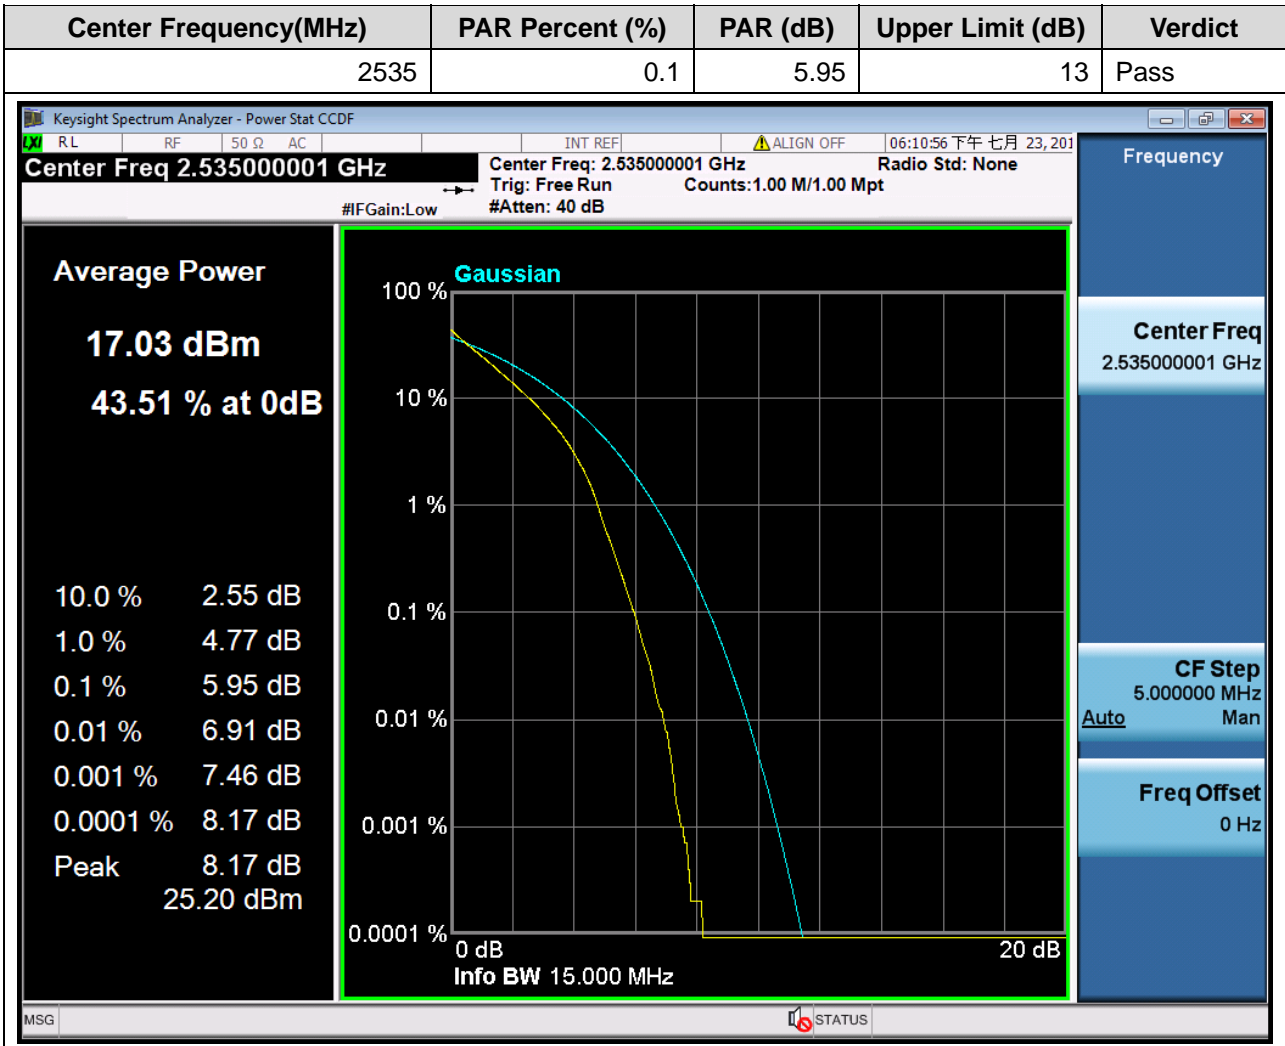 Center Frequency(MHz) PAR Percent (%) PAR (dB) Upper Limit (dB) Verdict
2535 0.1 5.95 13 Pass
Keysight Spectrum Analyzer - Power Stat CCDF
LXI RL RF 50 Ω AC INT REF ALIGN OFF 06:10:56 下午 七月 23, 201
Center Freq 2.535000001 GHz
#IFGain:Low
Center Freq: 2.535000001 GHz Radio Std: None
Trig: Free Run Counts:1.00 M/1.00 Mpt
#Atten: 40 dB
Average Power
17.03 dBm
43.51 % at 0dB
10.0 % 2.55 dB
1.0 % 4.77 dB
0.1 % 5.95 dB
0.01 % 6.91 dB
0.001 % 7.46 dB
0.0001 % 8.17 dB
Peak 8.17 dB
25.20 dBm
Gaussian
100 %
10 %
1 %
0.1 %
0.01 %
0.001 %
0.0001 %
0 dB 20 dB
Info BW 15.000 MHz
Frequency
Center Freq
2.535000001 GHz
CF Step
5.000000 MHz
Auto Man
Freq Offset
0 Hz
MSG STATUS